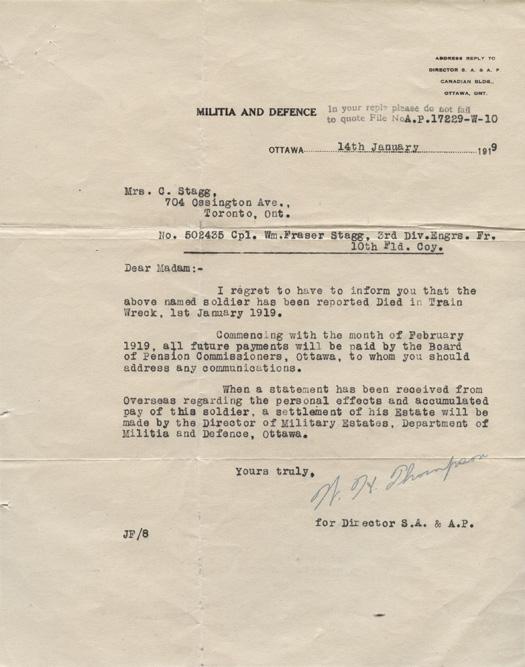 ADDRESS REPLY TO
DIRECTOR S. A. & A. P.
CANADIAN BLDG.,
OTTAWA, ONT.
MILITIA AND DEFENCE
In your reply please do not fail
to quote File No A.P.17229-W-10
OTTAWA 14th January 1919
Mrs. C. Stagg,
704 Ossington Ave.,
Toronto, Ont.
No. 502435 Cpl. Wm.Fraser Stagg, 3rd Div.Engrs. Fr.
10th Fld. Coy.
Dear Madam:-
I regret to have to inform you that the
above named soldier has been reported Died in Train
Wreck, 1st January 1919.
Commencing with the month of February
1919, all future payments will be paid by the Board
of Pension Commissioners, Ottawa, to whom you should
address any communications.
When a statement has been received from
Overseas regarding the personal effects and accumulated
pay of this soldier, a settlement of his Estate will be
made by the Director of Military Estates, Department of
Militia and Defence, Ottawa.
Yours truly,
W. H. Thompson
for Director S.A. & A.P.
JF/8